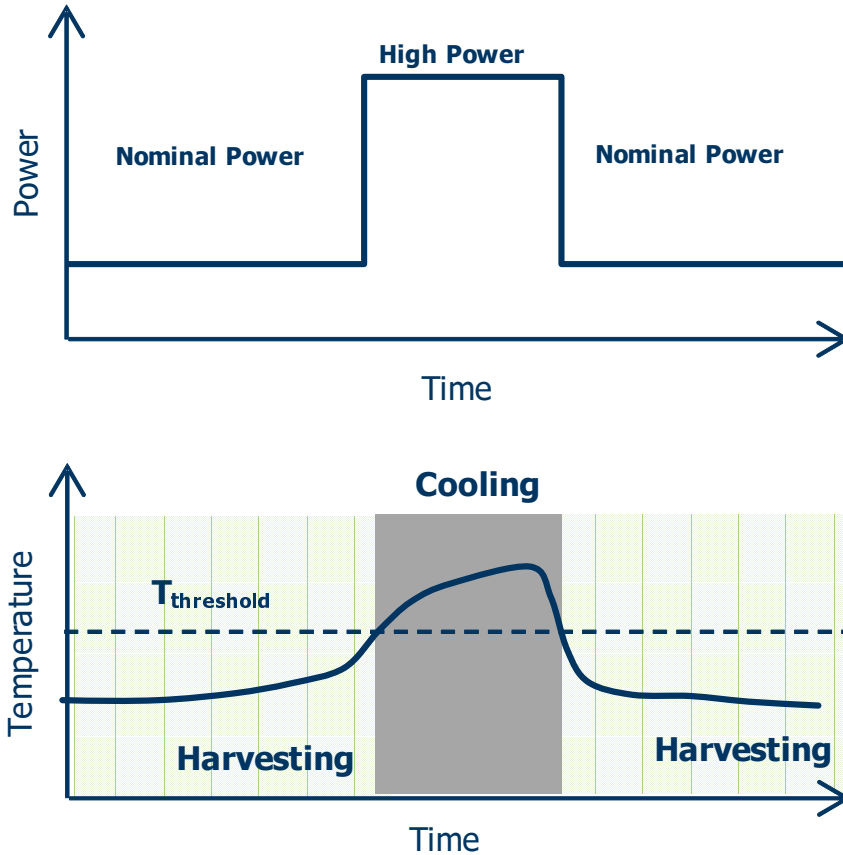 High Power
Nominal Power
Nominal Power
Power
Time
Cooling
Tthreshold
Temperature
Harvesting
Harvesting
Time